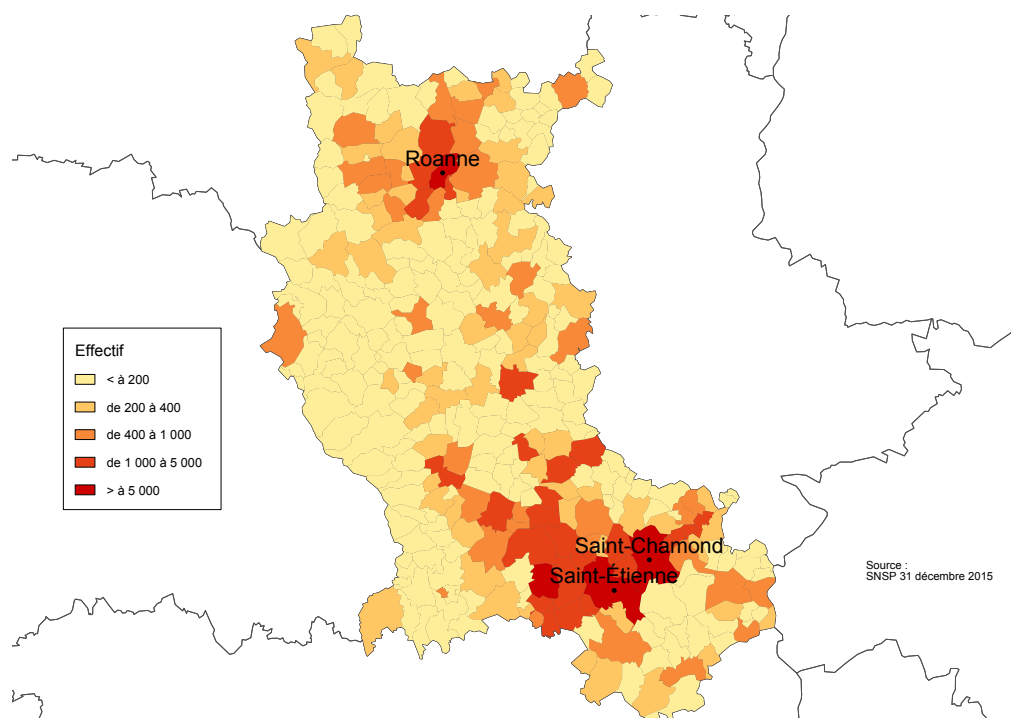 Roanne
Effectif
< à 200
de 200 à 400
de 400 à 1 000
de 1 000 à 5 000
> à 5 000
Saint-Chamond
Saint-Étienne
Source :
SNSP 31 décembre 2015